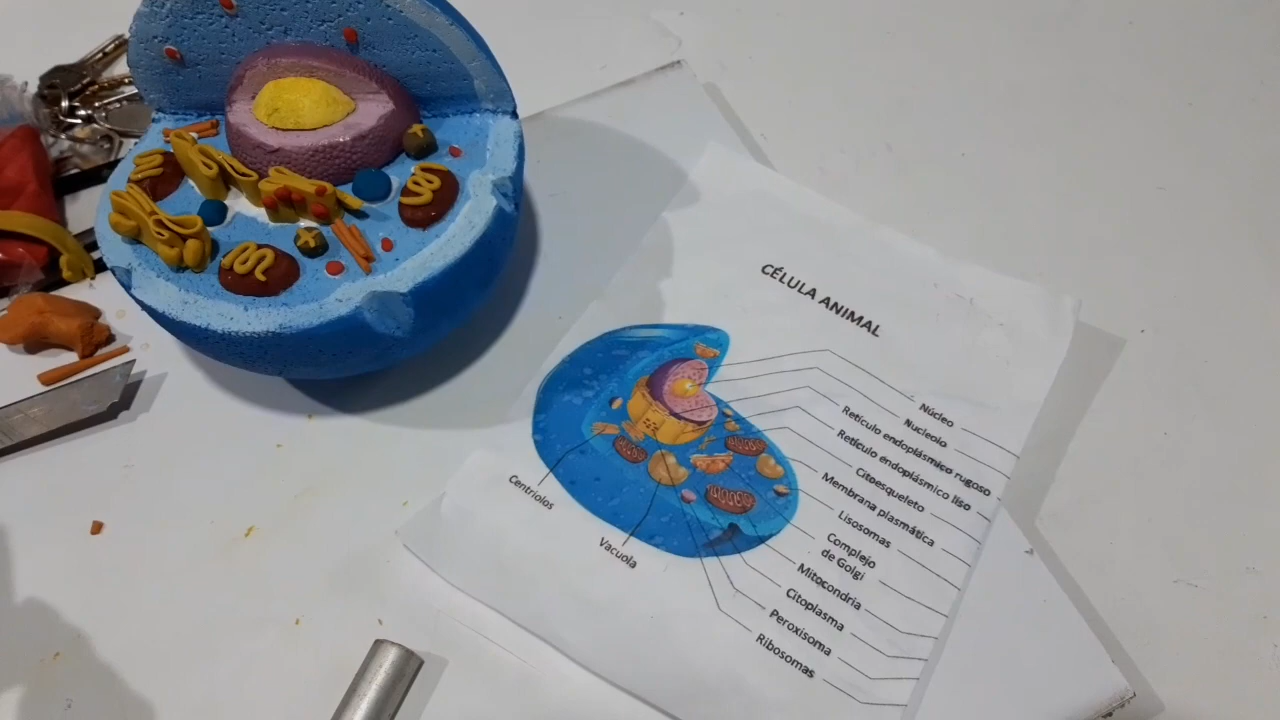 CÉLULA ANIMAL
Núcleo
Nucleolo
Retículo endoplásmico rugoso
Retículo endoplásmico liso
Citoesqueleto
Membrana plasmática
Lisosomas
Complejo
de Golgi
Mitocondria
Citoplasma
Peroxisoma
Ribosomas
Centriolos
Vacuola